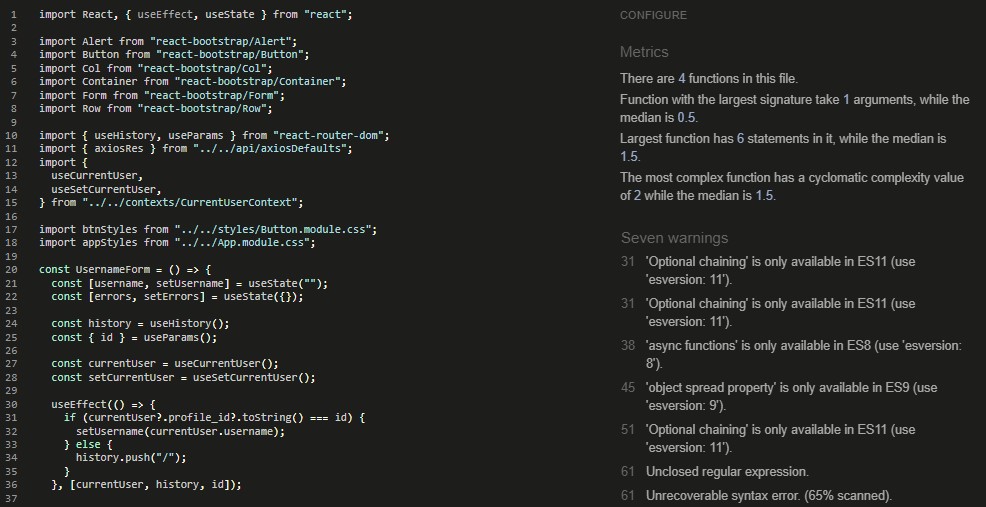 1 import React, { useEffect, useState } from "react";
2
3 import Alert from "react-bootstrap/Alert";
4 import Button from "react-bootstrap/Button";
5 import Col from "react-bootstrap/Col";
6 import Container from "react-bootstrap/Container";
7 import Form from "react-bootstrap/Form";
8 import Row from "react-bootstrap/Row";
9
10 import { useHistory, useParams } from "react-router-dom";
11 import { axiosRes } from "../../api/axiosDefaults";
12 import {
13   useCurrentUser,
14   useSetCurrentUser,
15 } from "../../contexts/CurrentUserContext";
16
17 import btnStyles from "../../styles/Button.module.css";
18 import appStyles from "../../App.module.css";
19
20 const UsernameForm = () => {
21   const [username, setUsername] = useState("");
22   const [errors, setErrors] = useState({});
23
24   const history = useHistory();
25   const { id } = useParams();
26
27   const currentUser = useCurrentUser();
28   const setCurrentUser = useSetCurrentUser();
29
30   useEffect(() => {
31     if (currentUser?.profile_id?.toString() === id) {
32       setUsername(currentUser.username);
33     } else {
34       history.push("/");
35     }
36   }, [currentUser, history, id]);
37
CONFIGURE
Metrics
There are 4 functions in this file.
Function with the largest signature take 1 arguments, while the
median is 0.5.
Largest function has 6 statements in it, while the median is
1.5.
The most complex function has a cyclomatic complexity value
of 2 while the median is 1.5.
Seven warnings
31 'Optional chaining' is only available in ES11 (use
'esversion: 11').
31 'Optional chaining' is only available in ES11 (use
'esversion: 11').
38 'async functions' is only available in ES8 (use 'esversion:
8').
45 'object spread property' is only available in ES9 (use
'esversion: 9').
51 'Optional chaining' is only available in ES11 (use
'esversion: 11').
61 Unclosed regular expression.
61 Unrecoverable syntax error. (65% scanned).